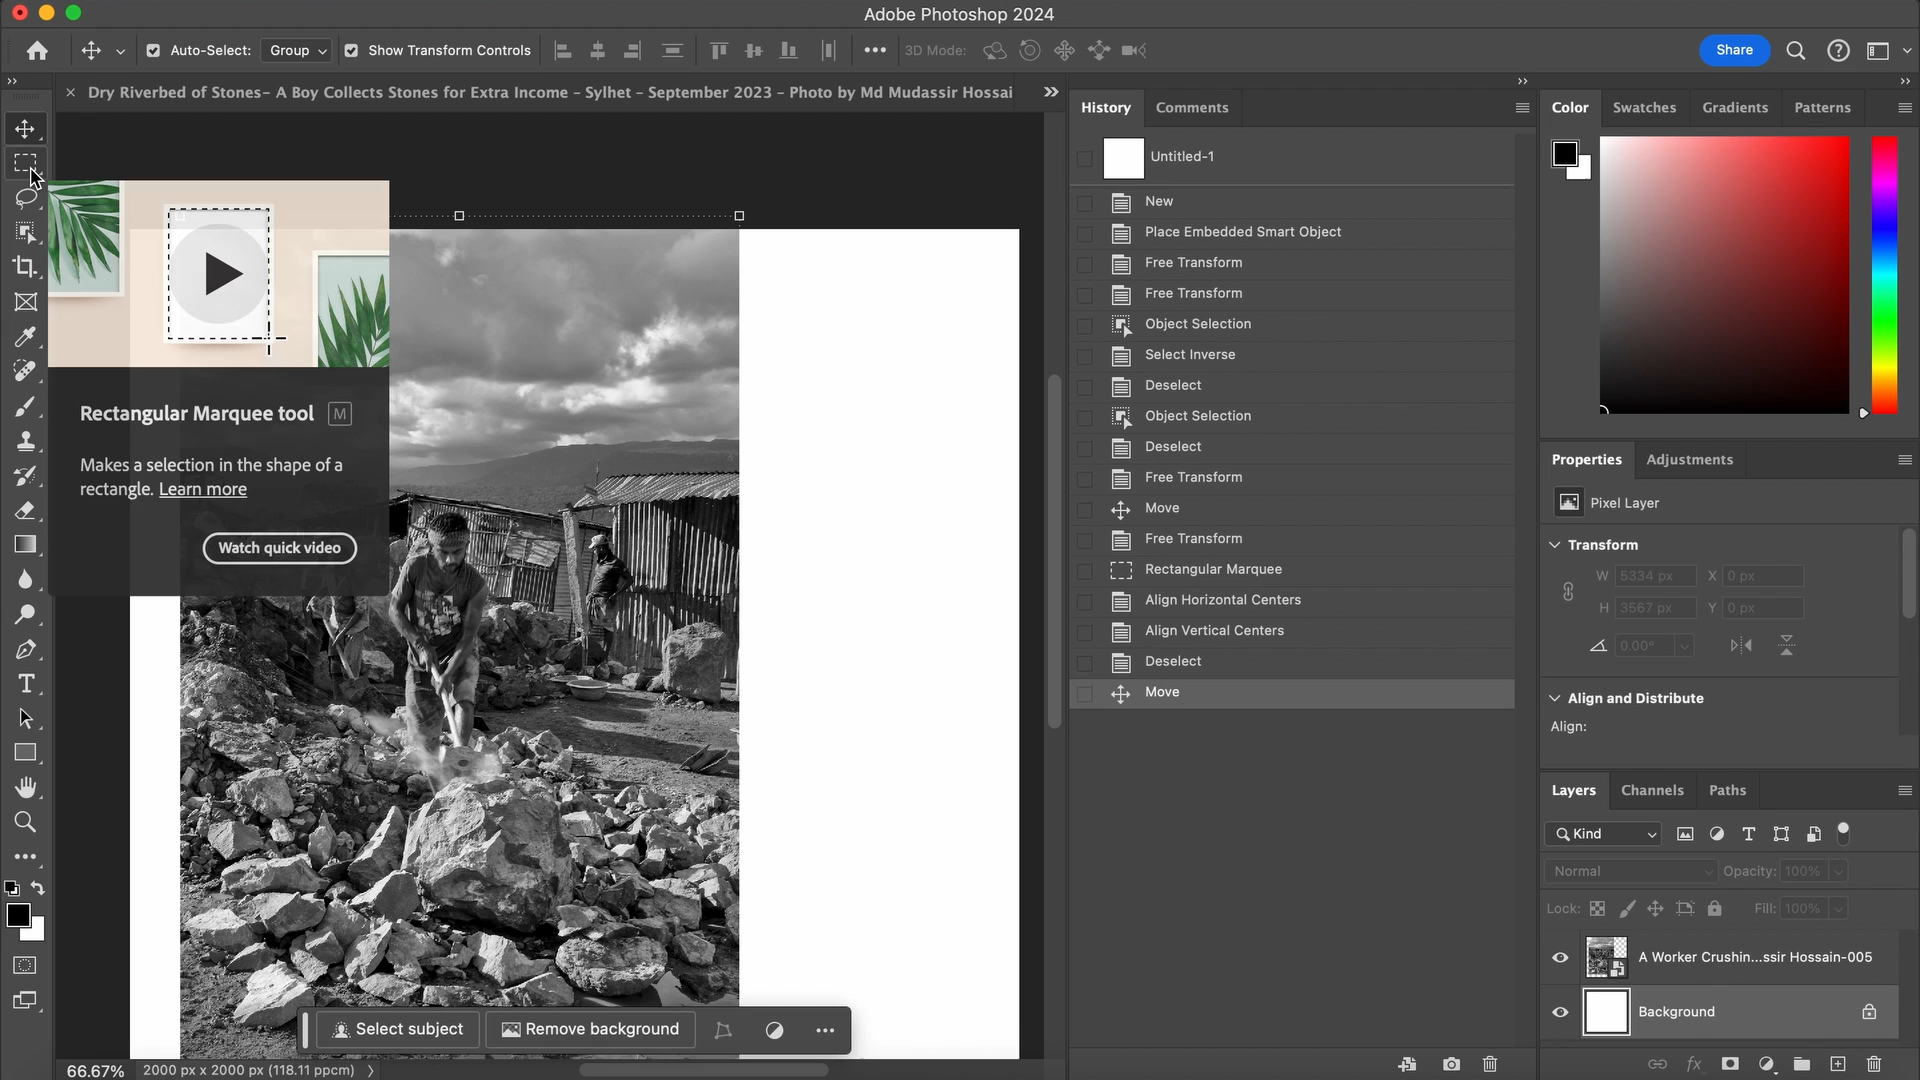 Adobe Photoshop 2024
Auto-Select: Group Show Transform Controls 3D Mode: Share
× Dry Riverbed of Stones- A Boy Collects Stones for Extra Income - Sylhet - September 2023 - Photo by Md Mudassir Hossai
History Comments
Untitled-1
New
Place Embedded Smart Object
Free Transform
Free Transform
Object Selection
Select Inverse
Deselect
Object Selection
Deselect
Free Transform
Move
Free Transform
Rectangular Marquee
Align Horizontal Centers
Align Vertical Centers
Deselect
Move
Rectangular Marquee tool M
Makes a selection in the shape of a
rectangle. Learn more
Watch quick video
Select subject Remove background
66.67% 2000 px x 2000 px (118.11 ppcm)
Color Swatches Gradients Patterns
Properties Adjustments
Pixel Layer
Transform
W 5334 px X 0 px
H 3567 px Y 0 px
0.00°
Align and Distribute
Align:
Layers Channels Paths
Kind
Normal Opacity: 100%
Lock: Fill: 100%
A Worker Crushin...ssir Hossain-005
Background
fx